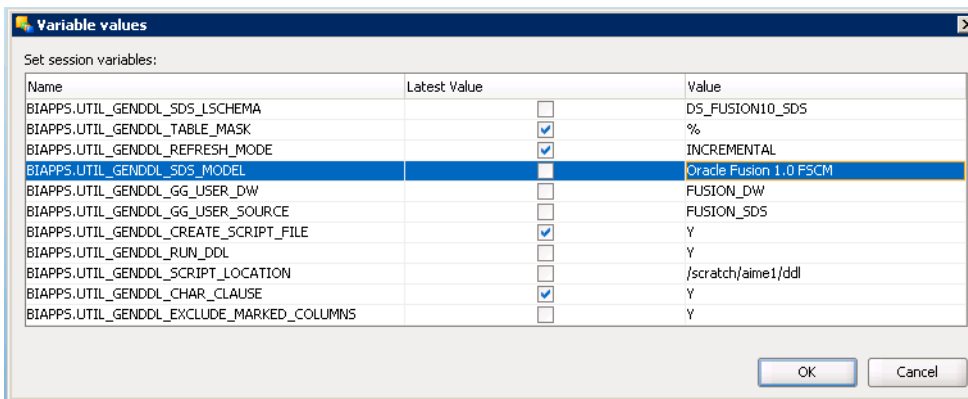 Variable values
Set session variables:
Name Latest Value Value
BIAPPS.UTIL_GENDDL_SDS_LSCHEMA DS_FUSION10_SDS
BIAPPS.UTIL_GENDDL_TABLE_MASK %
BIAPPS.UTIL_GENDDL_REFRESH_MODE INCREMENTAL
BIAPPS.UTIL_GENDDL_SDS_MODEL Oracle Fusion 1.0 FSCM
BIAPPS.UTIL_GENDDL_GG_USER_DW FUSION_DW
BIAPPS.UTIL_GENDDL_GG_USER_SOURCE FUSION_SDS
BIAPPS.UTIL_GENDDL_CREATE_SCRIPT_FILE Y
BIAPPS.UTIL_GENDDL_RUN_DDL Y
BIAPPS.UTIL_GENDDL_SCRIPT_LOCATION /scratch/aime1/ddl
BIAPPS.UTIL_GENDDL_CHAR_CLAUSE Y
BIAPPS.UTIL_GENDDL_EXCLUDE_MARKED_COLUMNS Y
OK Cancel